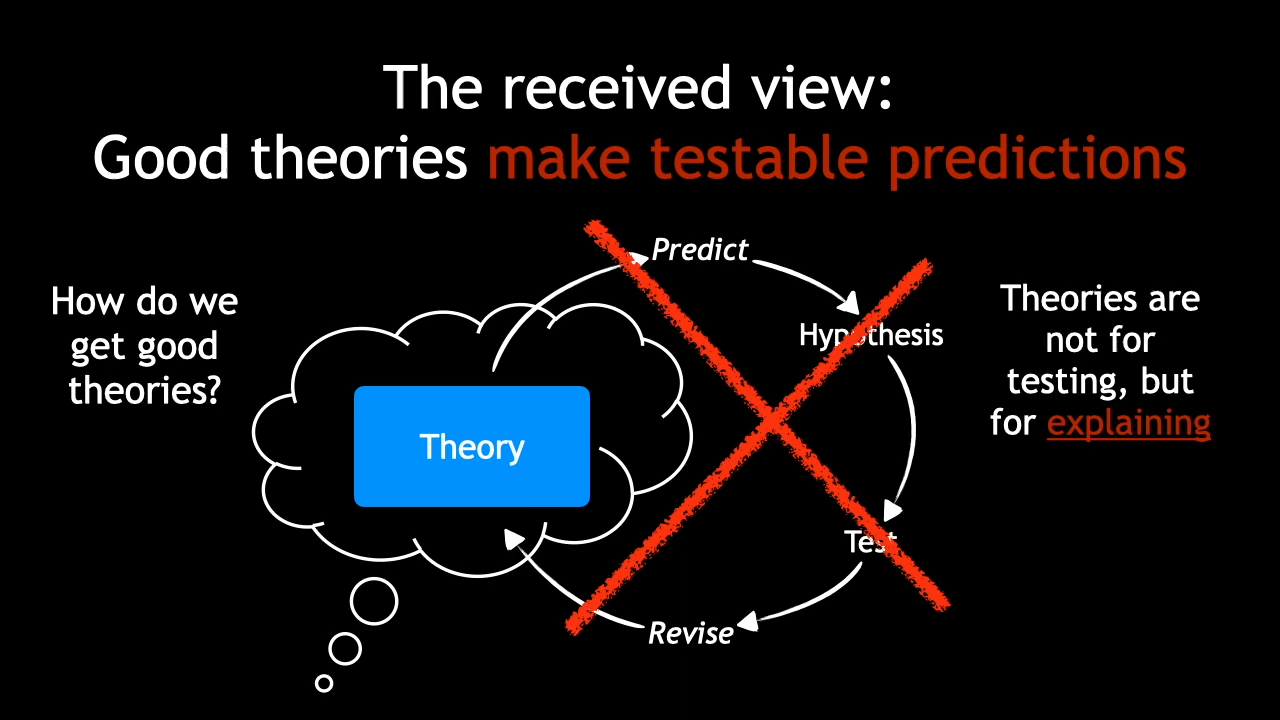 The received view:
Good theories make testable predictions
Predict
How do we
get good
theories?
Hypothesis
Theories are
not for
testing, but
for explaining
Theory
Test
Revise